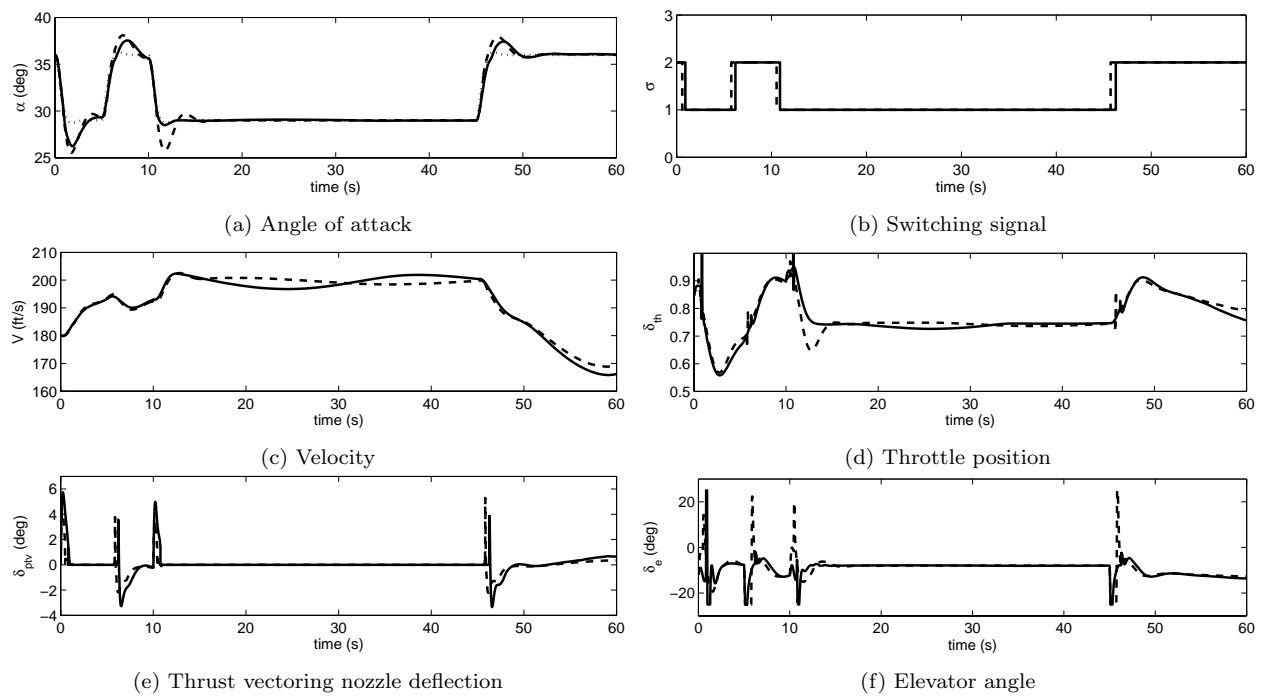 40
35
30
25
α (deg)
0 10 20 30 40 50 60
time (s)
(a) Angle of attack
3
2
1
0
σ
0 10 20 30 40 50 60
time (s)
(b) Switching signal
210
200
190
180
170
160
V (ft/s)
0 10 20 30 40 50 60
time (s)
(c) Velocity
0.9
0.8
0.7
0.6
0.5
δth
0 10 20 30 40 50 60
time (s)
(d) Throttle position
6
4
2
0
−2
−4
δptv (deg)
0 10 20 30 40 50 60
time (s)
(e) Thrust vectoring nozzle deflection
20
0
−20
δe (deg)
0 10 20 30 40 50 60
time (s)
(f) Elevator angle